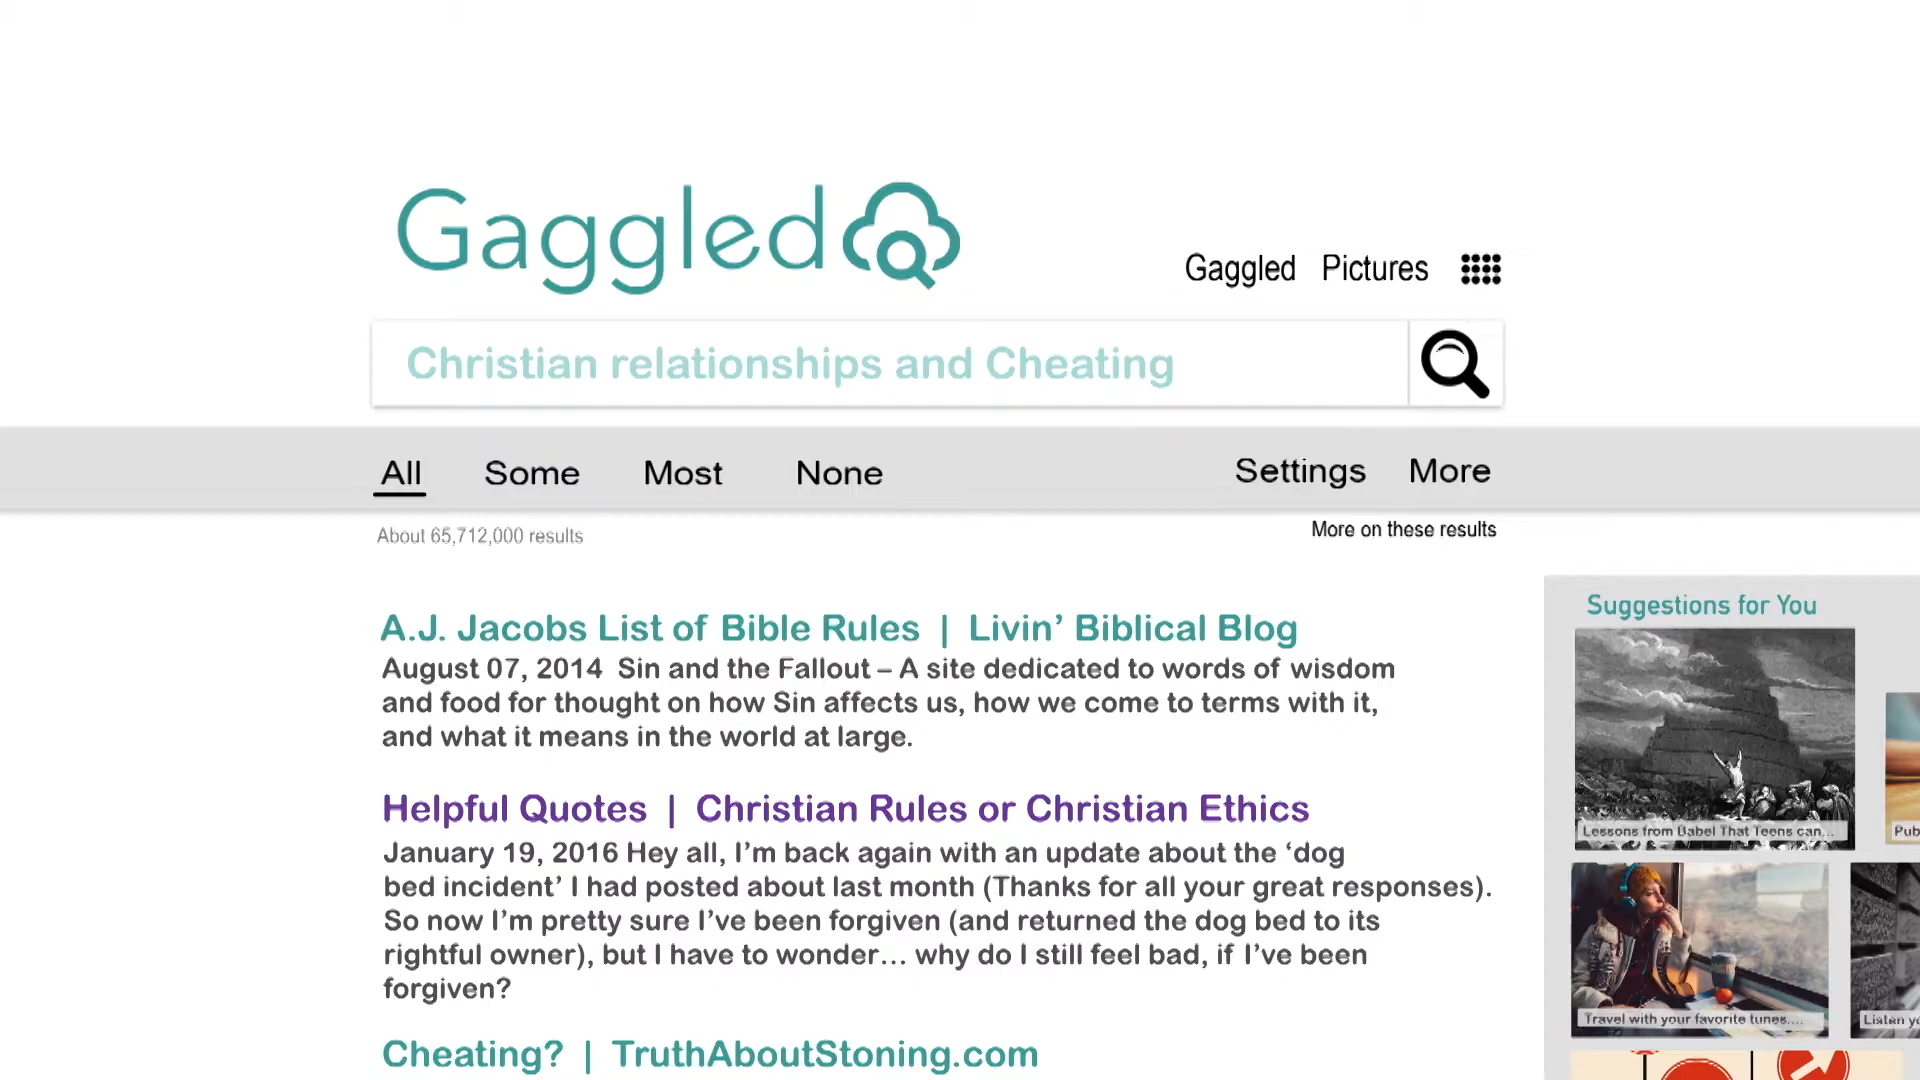 Gaggled
Gaggled Pictures
Christian relationships and Cheating
All Some Most None Settings More
About 65,712,000 results
More on these results
Suggestions for You
A.J. Jacobs List of Bible Rules | Livin’ Biblical Blog
August 07, 2014 Sin and the Fallout – A site dedicated to words of wisdom
and food for thought on how Sin affects us, how we come to terms with it,
and what it means in the world at large.
Helpful Quotes | Christian Rules or Christian Ethics
January 19, 2016 Hey all, I’m back again with an update about the ‘dog
bed incident’ I had posted about last month (Thanks for all your great responses).
So now I’m pretty sure I’ve been forgiven (and returned the dog bed to its
rightful owner), but I have to wonder... why do I still feel bad, if I’ve been
forgiven?
Cheating? | TruthAboutStoning.com
Lessons from Babel That Teens can...
Pub
Travel with your favorite tunes....
Listen